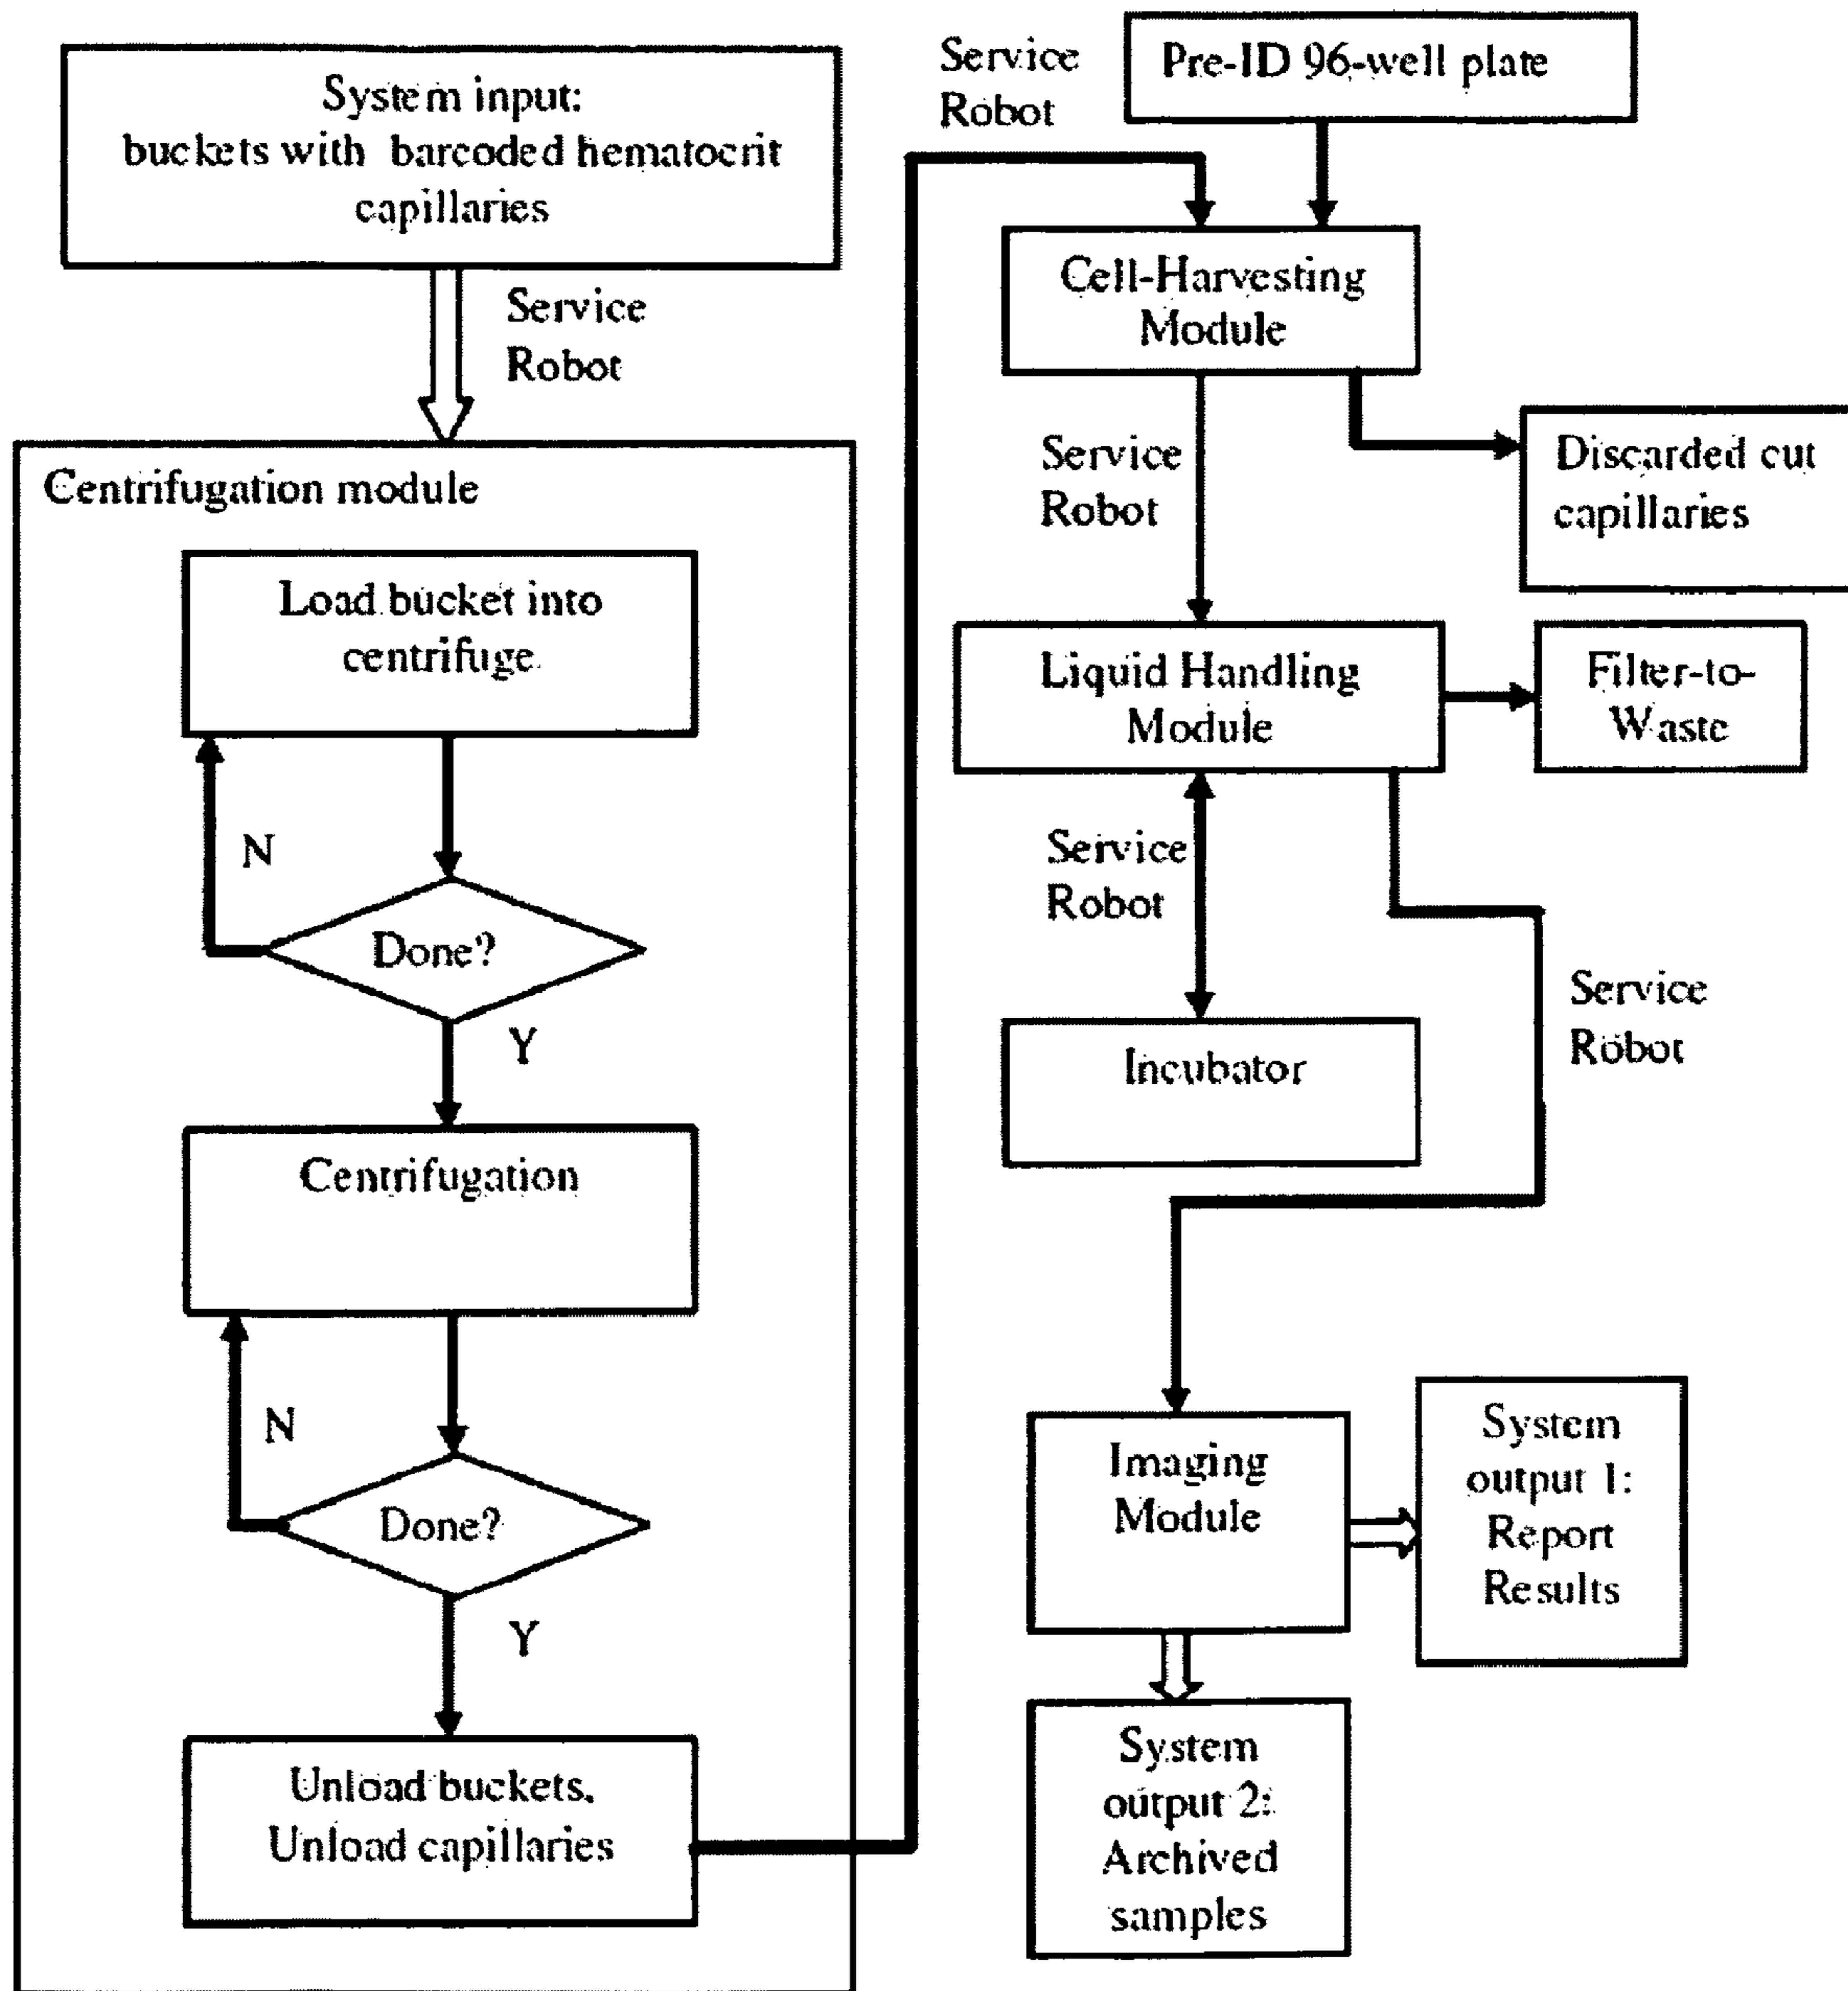 System input:
buckets with barcoded hematocrit
capillaries
Service
Robot
Centrifugation module
Load bucket into
centrifuge
N
Done?
Y
Centrifugation
N
Done?
Y
Unload buckets.
Unload capillaries
Service
Robot
Pre-ID 96-well plate
Cell-Harvesting
Module
Service
Robot
Discarded cut
capillaries
Liquid Handling
Module
Filter-to-
Waste
Service
Robot
Service
Robot
Incubator
Imaging
Module
System
output 1:
Report
Results
System
output 2:
Archived
samples